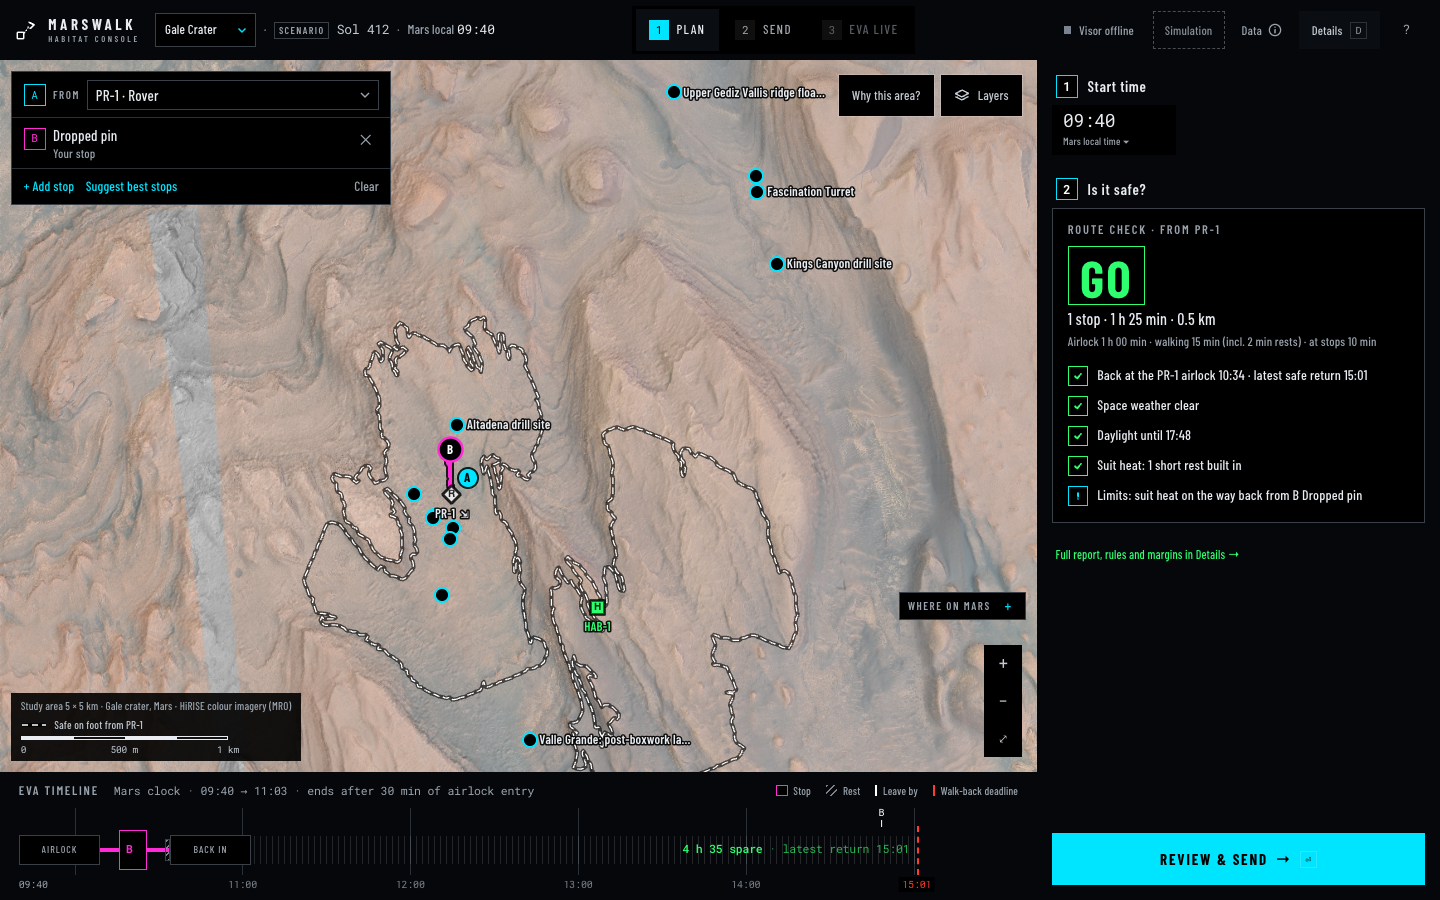 MARSWALK
HABITAT CONSOLE
Gale Crater
· SCENARIO Sol 412 · Mars local 09:40
1 PLAN
2 SEND
3 EVA LIVE
Visor offline
Simulation
Data
Details D
?
A FROM PR-1 · Rover
B Dropped pin
Your stop
+ Add stop Suggest best stops Clear
Upper Gediz Vallis ridge floa...
Why this area?
Layers
Fascination Turret
Kings Canyon drill site
Altadena drill site
B
A
PR-1
H
HAB-1
Valle Grande: post-boxwork la...
WHERE ON MARS +
+
−
Study area 5 × 5 km · Gale crater, Mars · HiRISE colour imagery (MRO)
Safe on foot from PR-1
0 500 m 1 km
1 Start time
09:40
Mars local time
2 Is it safe?
ROUTE CHECK · FROM PR-1
GO
1 stop · 1 h 25 min · 0.5 km
Airlock 1 h 00 min · walking 15 min (incl. 2 min rests) · at stops 10 min
Back at the PR-1 airlock 10:34 · latest safe return 15:01
Space weather clear
Daylight until 17:48
Suit heat: 1 short rest built in
! Limits: suit heat on the way back from B Dropped pin
Full report, rules and margins in Details →
REVIEW & SEND →
EVA TIMELINE Mars clock · 09:40 → 11:03 · ends after 30 min of airlock entry
Stop Rest Leave by Walk-back deadline
B
AIRLOCK B BACK IN 4 h 35 spare · latest return 15:01
09:40 11:00 12:00 13:00 14:00 15:01